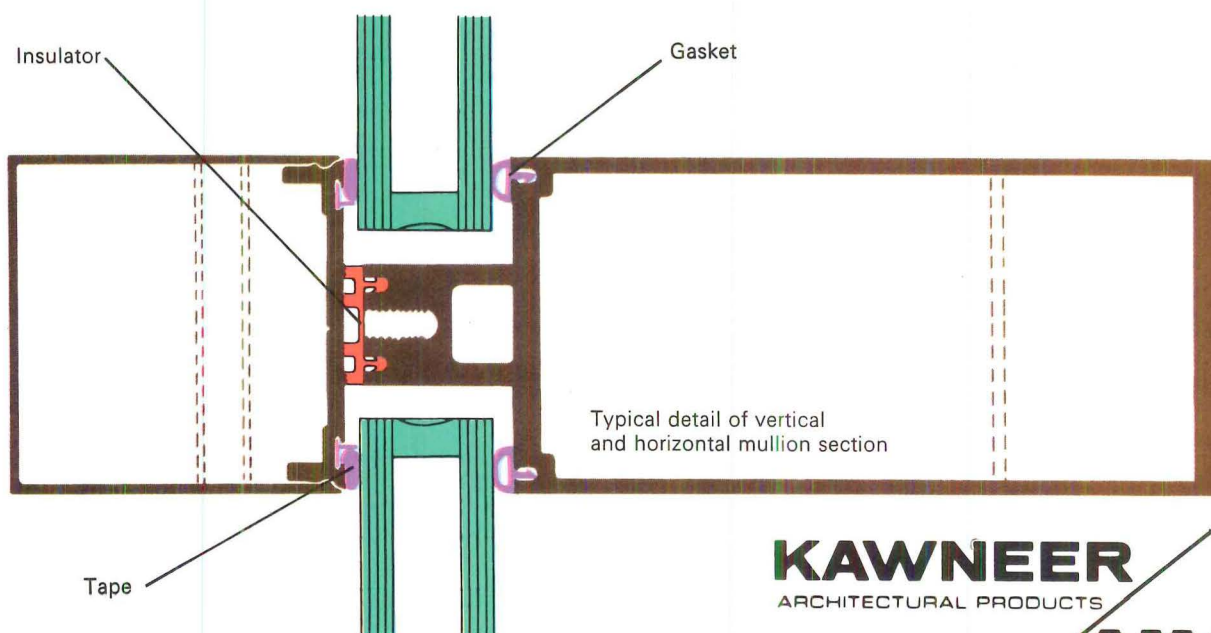 Insulator
Gasket
Typical detail of vertical
and horizontal mullion section
Tape
KAWNEER
ARCHITECTURAL PRODUCTS